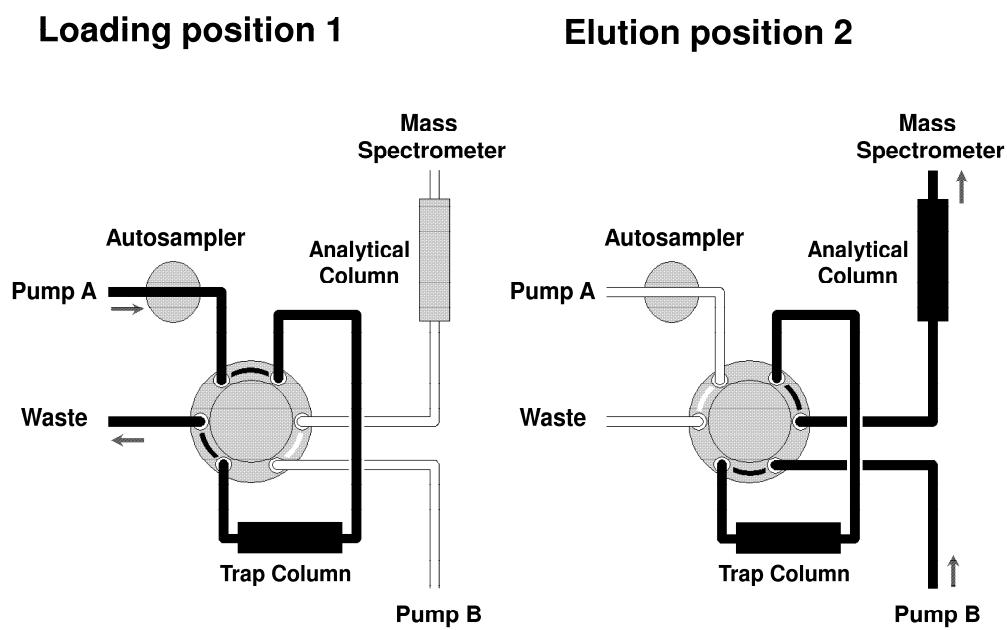 Loading position 1
Mass
Spectrometer
Autosampler
Analytical
Column
Pump A
Waste
Trap Column
Pump B
Elution position 2
Mass
Spectrometer
Autosampler
Analytical
Column
Pump A
Waste
Trap Column
Pump B